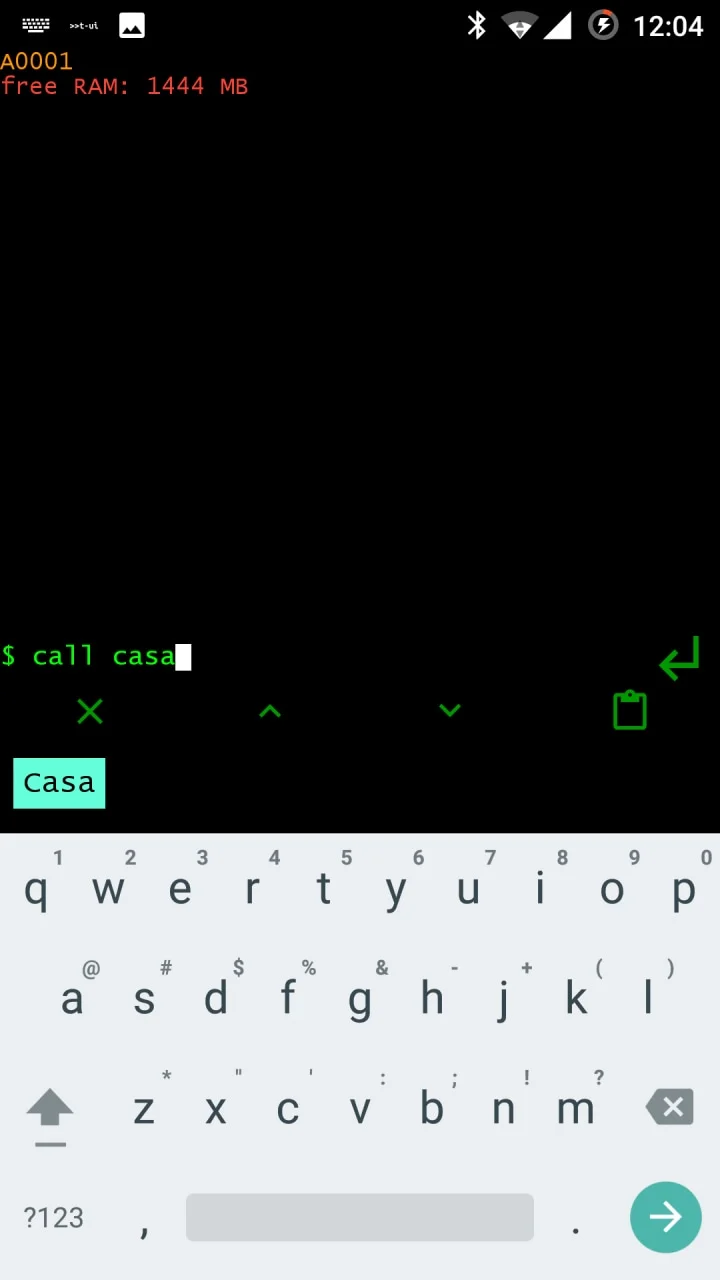 >>t-ui 12:04
A0001
free RAM: 1444 MB
$ call casa
Casa
1 2 3 4 5 6 7 8 9 0
q w e r t y u i o p
@ # $ % & - + ( )
a s d f g h j k l
* " ' : ; ! ?
z x c v b n m
?123 , .